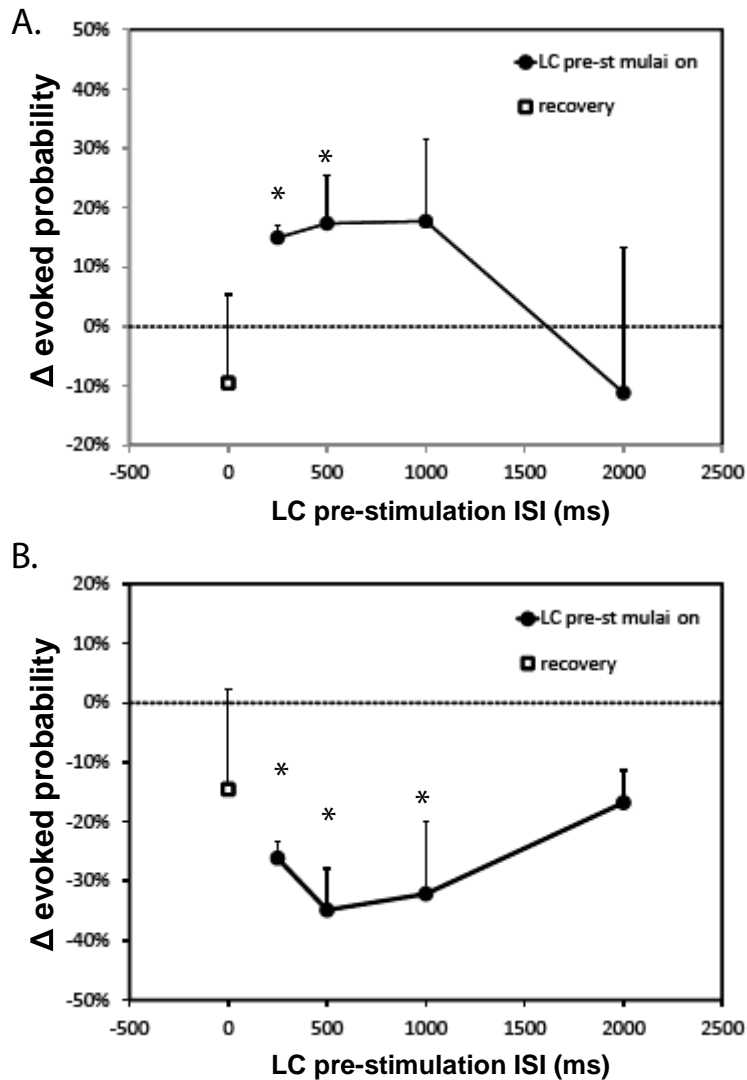 A.
50%
40%
30%
20%
10%
0%
-10%
-20%
Δ evoked probability
LC pre-st mulai on
recovery
*
*
-500 0 500 1000 1500 2000 2500
LC pre-stimulation ISI (ms)
B.
20%
10%
0%
-10%
-20%
-30%
-40%
-50%
Δ evoked probability
LC pre-st mulai on
recovery
*
*
*
-500 0 500 1000 1500 2000 2500
LC pre-stimulation ISI (ms)